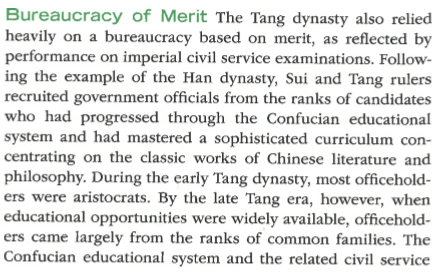 Bureaucracy of Merit The Tang dynasty also relied
heavily on a bureaucracy based on merit, as reflected by
performance on imperial civil service examinations. Follow-
ing the example of the Han dynasty, Sui and Tang rulers
recruited government officials from the ranks of candidates
who had progressed through the Confucian educational
system and had mastered a sophisticated curriculum con-
centrating on the classic works of Chinese literature and
philosophy. During the early Tang dynasty, most officehold-
ers were aristocrats. By the late Tang era, however, when
educational opportunities were widely available, officehold-
ers came largely from the ranks of common families. The
Confucian educational system and the related civil service